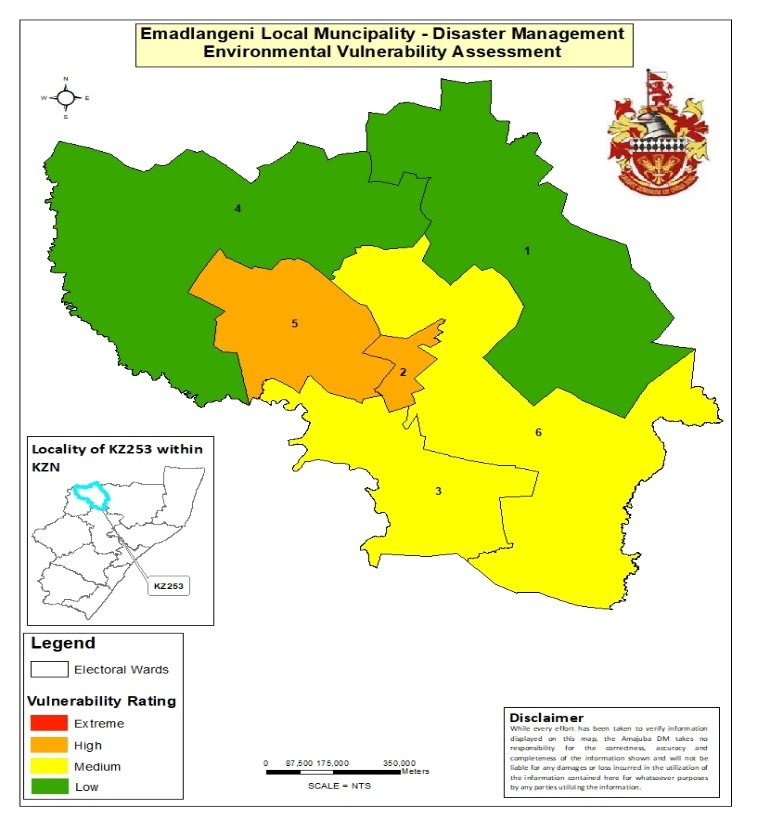 Emadlangeni Local Muncipality - Disaster Management
Environmental Vulnerability Assessment
N
W E
S
4
1
5
2
6
3
Locality of KZ253 within
KZN
KZ253
Legend
Electoral Wards
Vulnerability Rating
Extreme
High
Medium
Low
0 87,500 175,000 350,000
Meters
SCALE = NTS
Disclaimer
While every effort has been taken to verify information
displayed on this map, the Amajuba DM takes no
responsibility for the correctness, accuracy and
completeness of the information shown and will not be
liable for any damages or loss incurred in the utilization of
the information contained here for whatsoever purposes
by any parties utilizing the information.